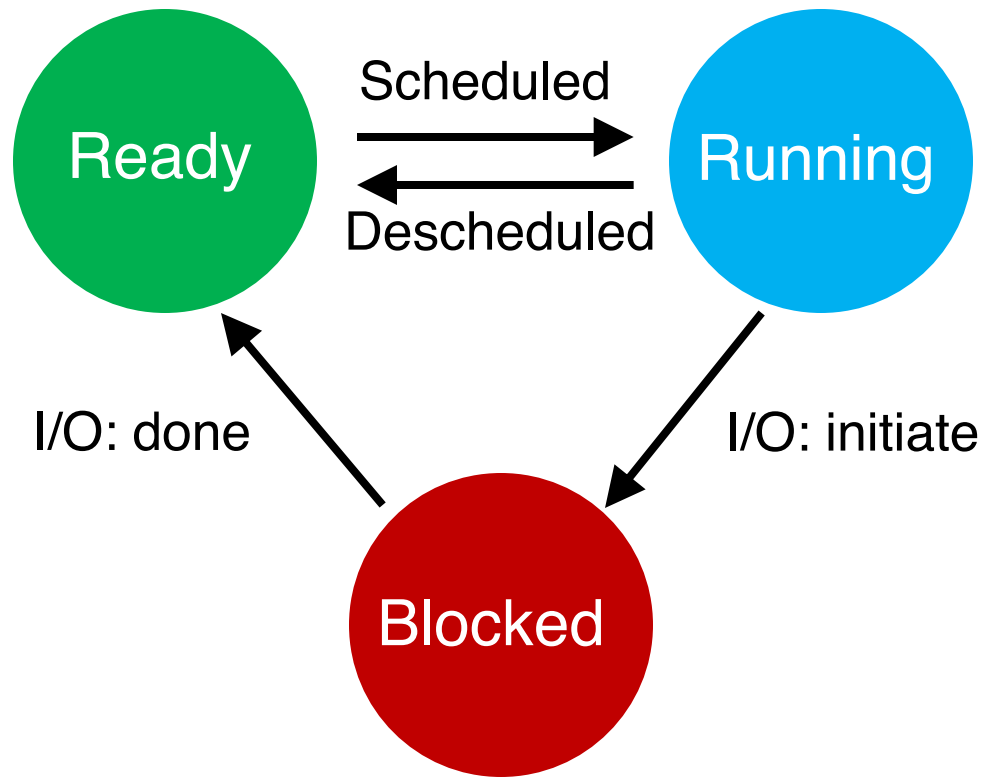 Scheduled
Ready
Running
Descheduled
I/O: done
I/O: initiate
Blocked